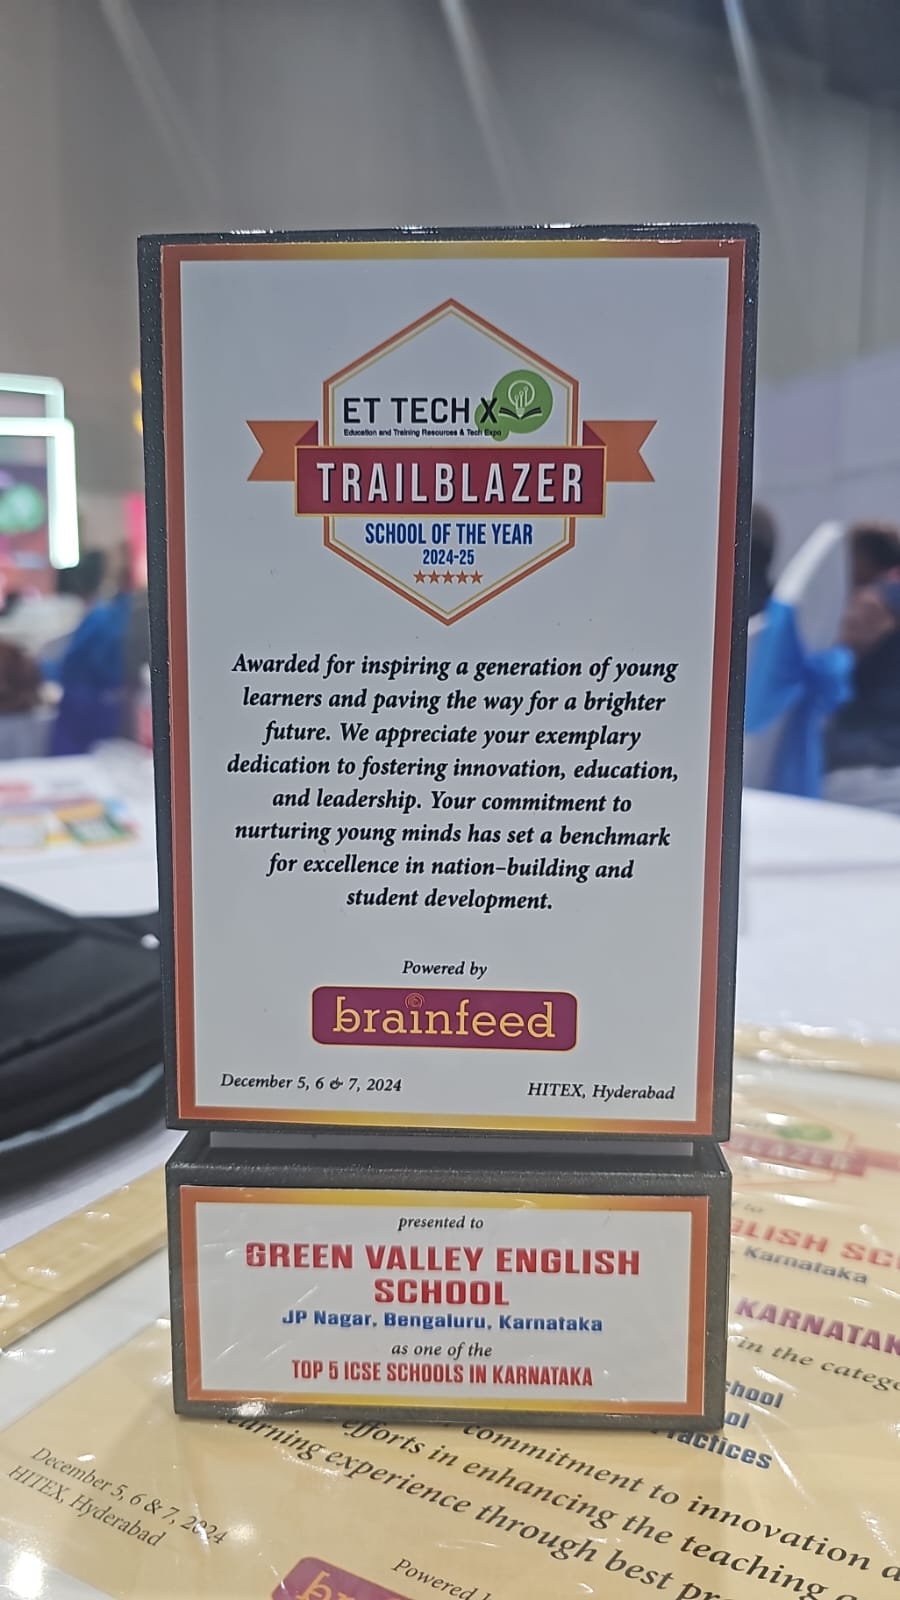 ET TECH X
Education and Training Resources & Tech Expo
TRAILBLAZER
SCHOOL OF THE YEAR
2024-25
Awarded for inspiring a generation of young
learners and paving the way for a brighter
future. We appreciate your exemplary
dedication to fostering innovation, education,
and leadership. Your commitment to
nurturing young minds has set a benchmark
for excellence in nation-building and
student development.
Powered by
brainfeed
December 5, 6 & 7, 2024
HITEX, Hyderabad
presented to
GREEN VALLEY ENGLISH
SCHOOL
JP Nagar, Bengaluru, Karnataka
as one of the
TOP 5 ICSE SCHOOLS IN KARNATAKA
Karnataka
in the
commitment to innovation
efforts in enhancing the teaching
experience through best
December 5, 6 & 7, 2024
HITEX, Hyderabad
Powered